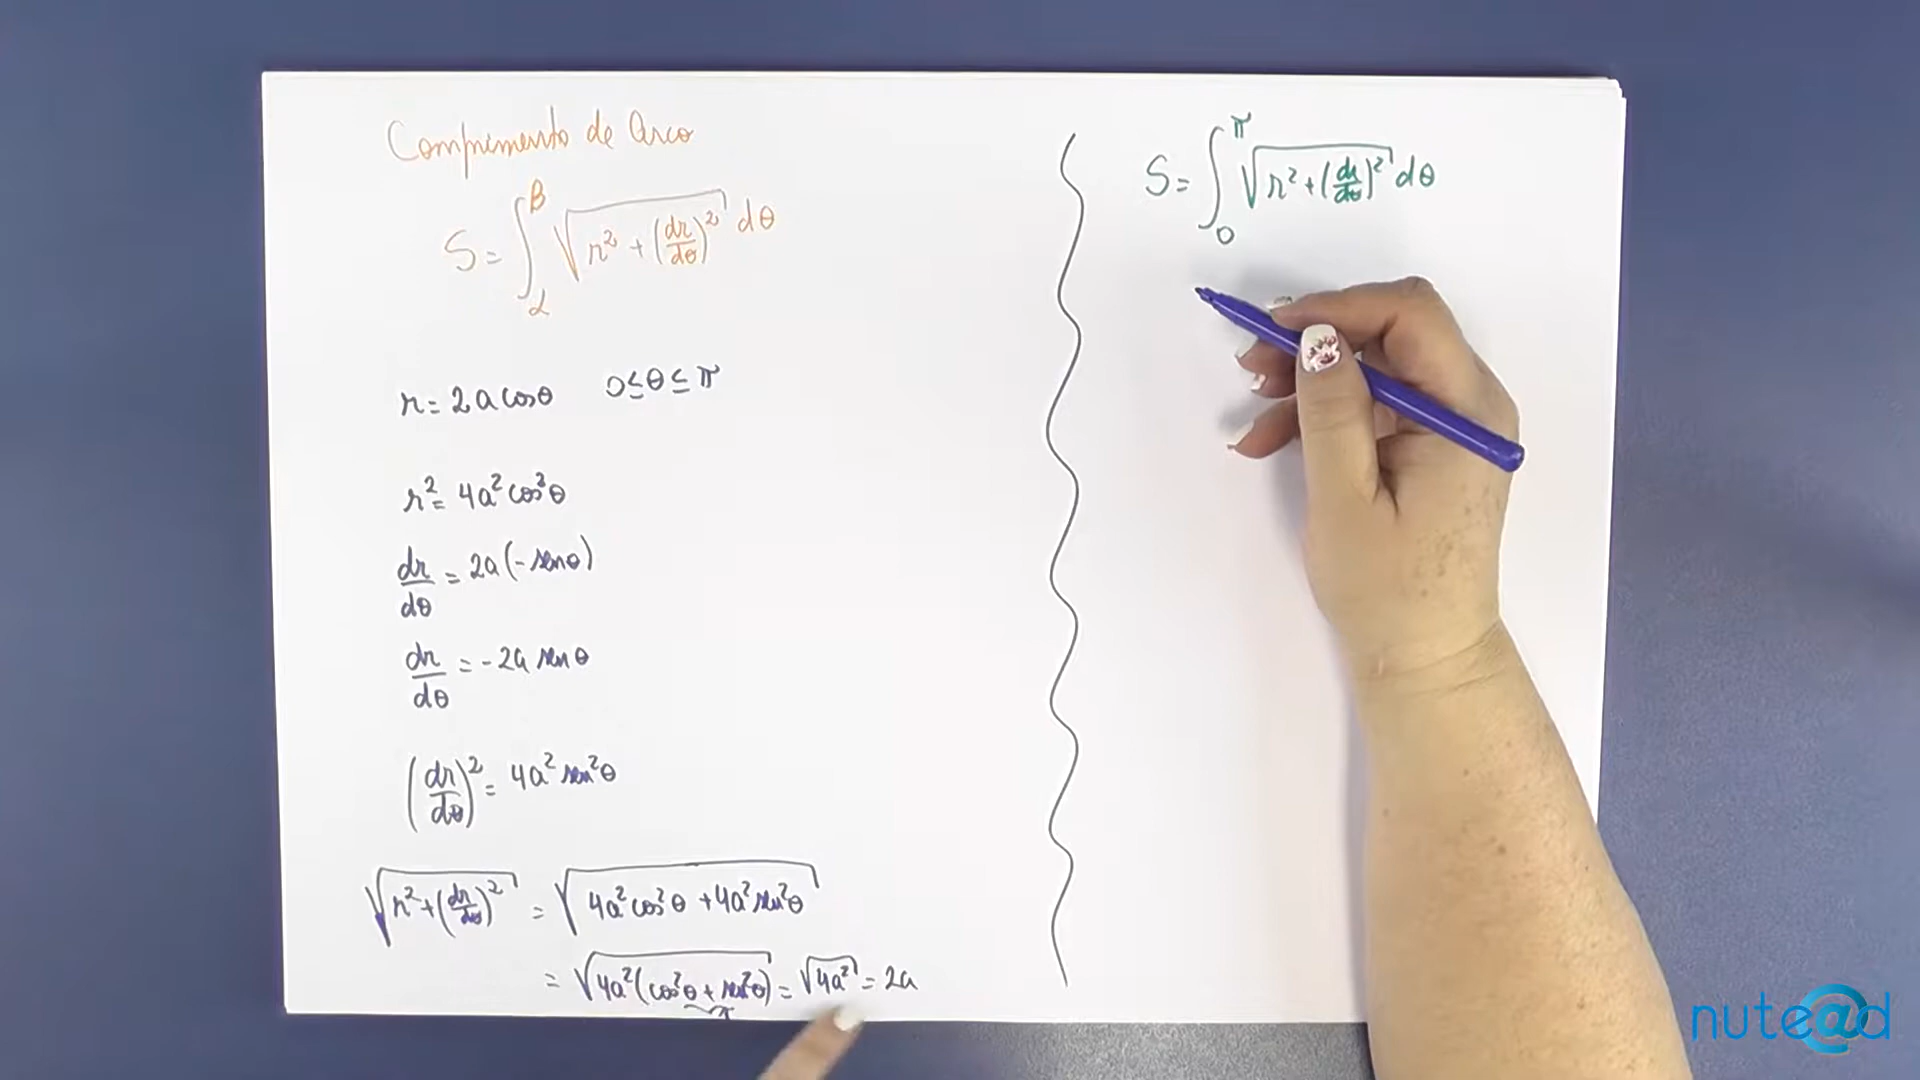 Comprimento de Arco
S = ∫_α^β √(r² + (dr/dθ)²) dθ
r = 2a cosθ    0 ≤ θ ≤ π
r² = 4a² cos²θ
dr/dθ = 2a(-senθ)
dr/dθ = -2a senθ
(dr/dθ)² = 4a² sen²θ
√(r² + (dr/dθ)²) = √(4a² cos²θ + 4a² sen²θ)
= √(4a²(cos²θ + sen²θ)) = √(4a²) = 2a
S = ∫_0^π √(r² + (dr/dθ)²) dθ
nute@d